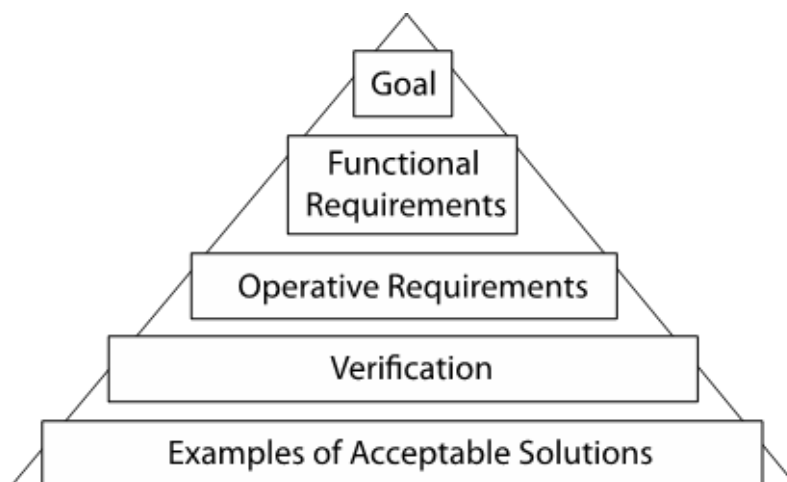 Goal
Functional
Requirements
Operative Requirements
Verification
Examples of Acceptable Solutions